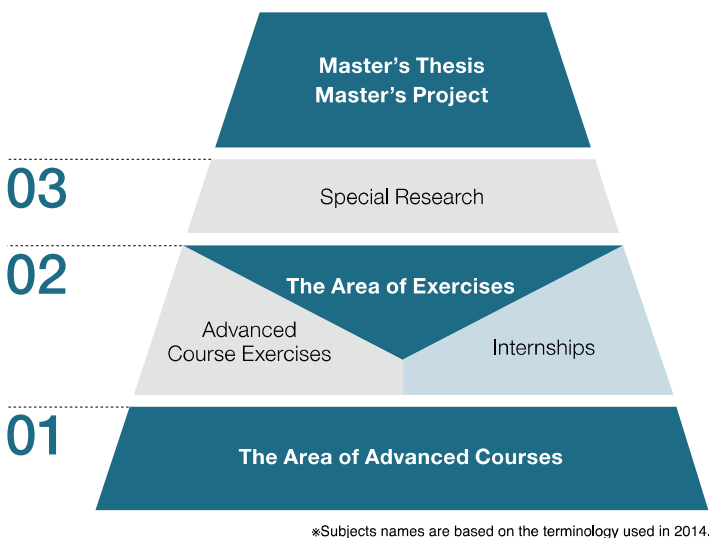 Master's Thesis
Master's Project
03
Special Research
02
The Area of Exercises
Advanced
Course Exercises
Internships
01
The Area of Advanced Courses
※Subjects names are based on the terminology used in 2014.